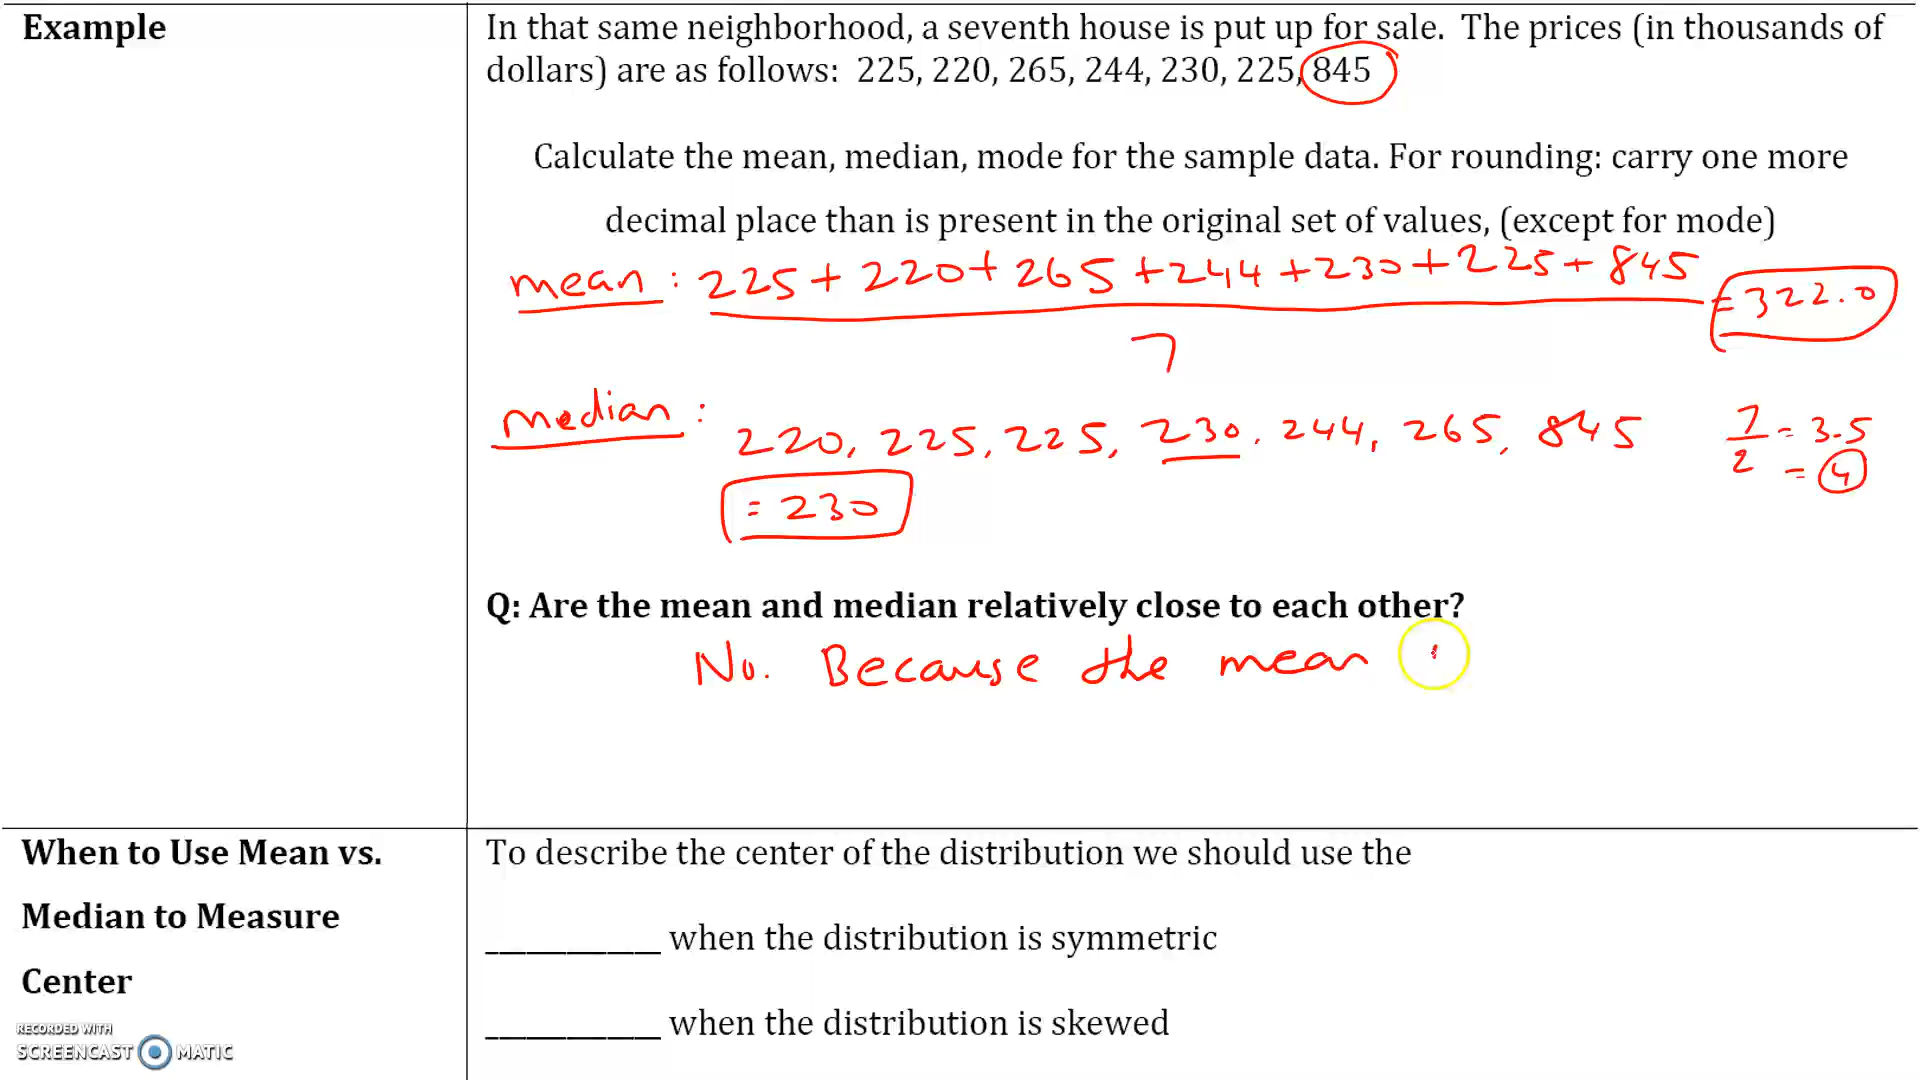 Example
In that same neighborhood, a seventh house is put up for sale. The prices (in thousands of
dollars) are as follows: 225, 220, 265, 244, 230, 225, 845
Calculate the mean, median, mode for the sample data. For rounding: carry one more
decimal place than is present in the original set of values, (except for mode)
mean: 225 + 220 + 265 + 244 + 230 + 225 + 845
= 322.0
7
median: 220, 225, 225, 230, 244, 265, 845
7/2 = 3.5
= 4
= 230
Q: Are the mean and median relatively close to each other?
No. Because the mean
When to Use Mean vs.
Median to Measure
Center
To describe the center of the distribution we should use the
___________ when the distribution is symmetric
___________ when the distribution is skewed
RECORDED WITH
SCREENCAST MATIC